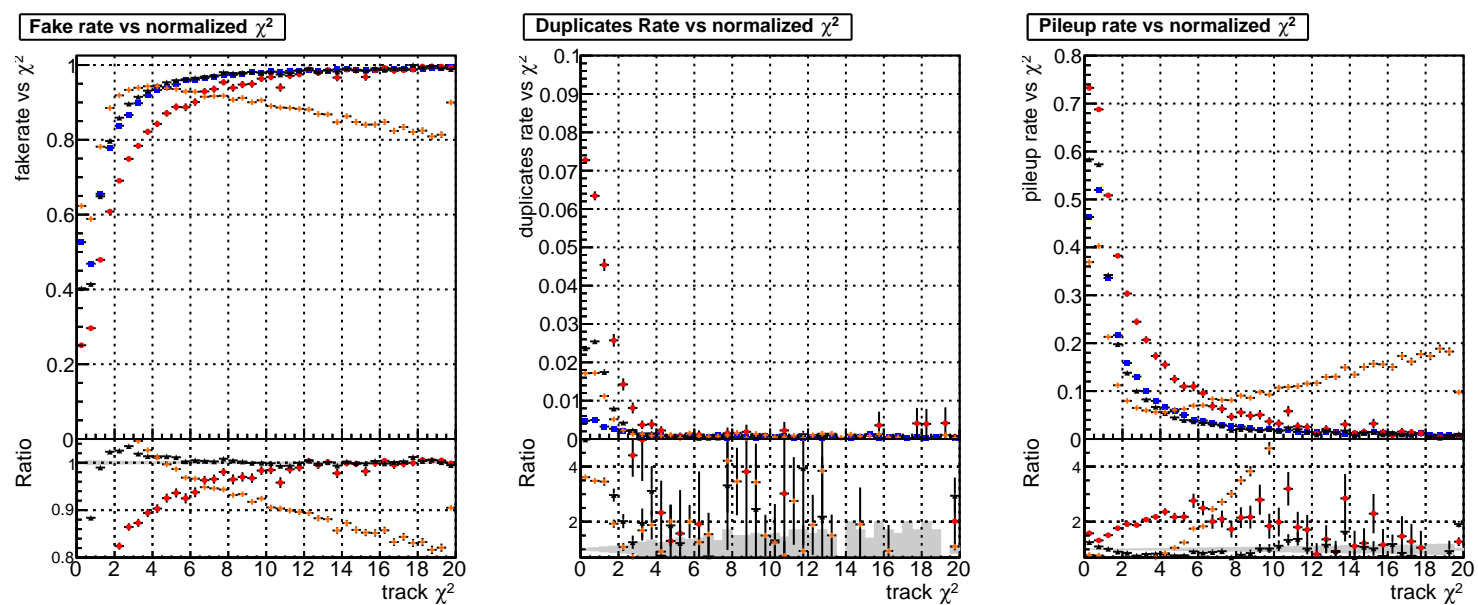 Fake rate vs normalized χ²
fakerate vs χ²
1
0.8
0.6
0.4
0.2
0
Ratio
1
0.9
0.8
0 2 4 6 8 10 12 14 16 18 20
track χ²
Duplicates Rate vs normalized χ²
duplicates rate vs χ²
0.1
0.09
0.08
0.07
0.06
0.05
0.04
0.03
0.02
0.01
0
Ratio
4
2
0 2 4 6 8 10 12 14 16 18 20
track χ²
Pileup rate vs normalized χ²
pileup rate vs χ²
0.8
0.7
0.6
0.5
0.4
0.3
0.2
0.1
0
Ratio
4
2
0 2 4 6 8 10 12 14 16 18 20
track χ²